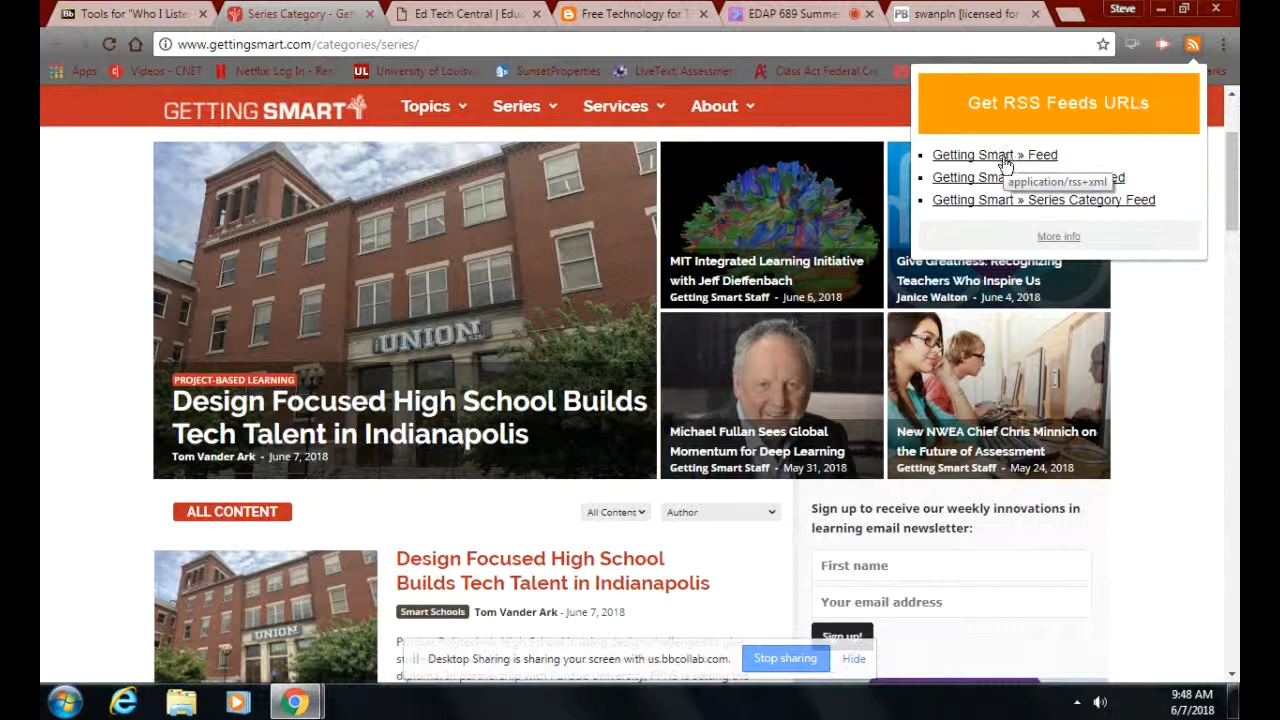 Tools for "Who I Liste
Series Category - Get
Ed Tech Central | Educ
Free Technology for T
EDAP 689 Summe
swanpln [licensed for
Steve
www.gettingsmart.com/categories/series/
Apps
Videos - CNET
Netflix: Log In - Re
UL University of Louisv
SunsetProperties
LiveText: Assessmer
Class Act Federal Cr
GETTING SMART
Topics
Series
Services
About
Get RSS Feeds URLs
Getting Smart » Feed
application/rss+xml
Getting Smart » Series Category Feed
More info
UNION
PROJECT-BASED LEARNING
Design Focused High School Builds
Tech Talent in Indianapolis
Tom Vander Ark - June 7, 2018
MIT Integrated Learning Initiative
with Jeff Dieffenbach
Getting Smart Staff - June 6, 2018
Give Greatness: Recognizing
Teachers Who Inspire Us
Janice Walton - June 4, 2018
Michael Fullan Sees Global
Momentum for Deep Learning
Getting Smart Staff - May 31, 2018
New NWEA Chief Chris Minnich on
the Future of Assessment
Getting Smart Staff - May 24, 2018
ALL CONTENT
All Content
Author
Design Focused High School
Builds Tech Talent in Indianapolis
Smart Schools Tom Vander Ark - June 7, 2018
UNION
Sign up to receive our weekly innovations in
learning email newsletter:
First name
Your email address
Sign up!
Desktop Sharing is sharing your screen with us.bbcollab.com.
Stop sharing
Hide
9:48 AM
6/7/2018